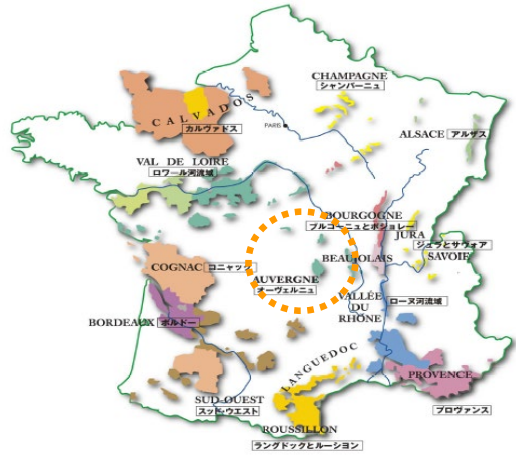 CHAMPAGNE
シャンパーニュ
CALVADOS
カルヴァドス
PARIS
ALSACE アルザス
VAL DE LOIRE
ロワール河流域
BOURGOGNE
ブルゴーニュとボジョレー
JURA
ジュラとサヴォア
SAVOIE
BEAUJOLAIS
COGNAC コニャック
AUVERGNE
オーヴェルニュ
VALLÉE
DU
RHÔNE
ローヌ河流域
BORDEAUX ボルドー
LANGUEDOC
PROVENCE
プロヴァンス
SUD-OUEST
スッド・ウエスト
ROUSSILLON
ラングドックとルーション